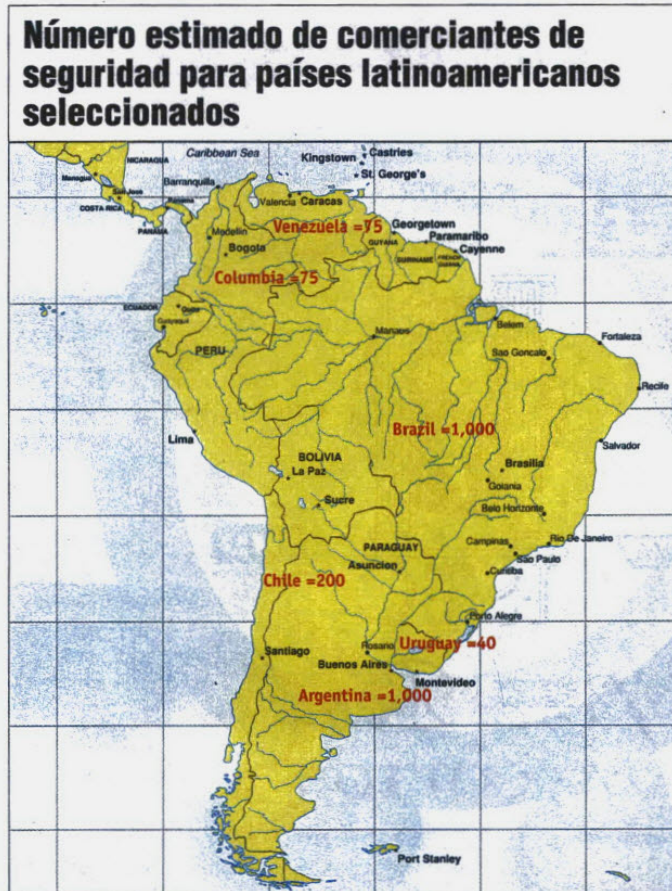 Número estimado de comerciantes de
seguridad para países latinoamericanos
seleccionados
Caribbean Sea
Castries
Kingstown
St. George's
NICARAGUA
Managua
San Jose
COSTA RICA
Panama
PANAMA
Barranquilla
Valencia
Caracas
Venezuela =75
Georgetown
Paramaribo
Cayenne
GUYANA
SURINAME
FRENCH
GUIANA
Medellin
Bogota
Columbia =75
ECUADOR
Quito
Guayaquil
PERU
Manaus
Belem
Sao Goncalo
Fortaleza
Recife
Lima
Brazil =1,000
Salvador
BOLIVIA
La Paz
Brasilia
Goiania
Sucre
Belo Horizonte
PARAGUAY
Campinas
Rio De Janeiro
São Paulo
Asuncion
Chile =200
Curitiba
Porto Alegre
Santiago
Rosario
Uruguay =40
Buenos Aires
Montevideo
Argentina =1,000
Port Stanley